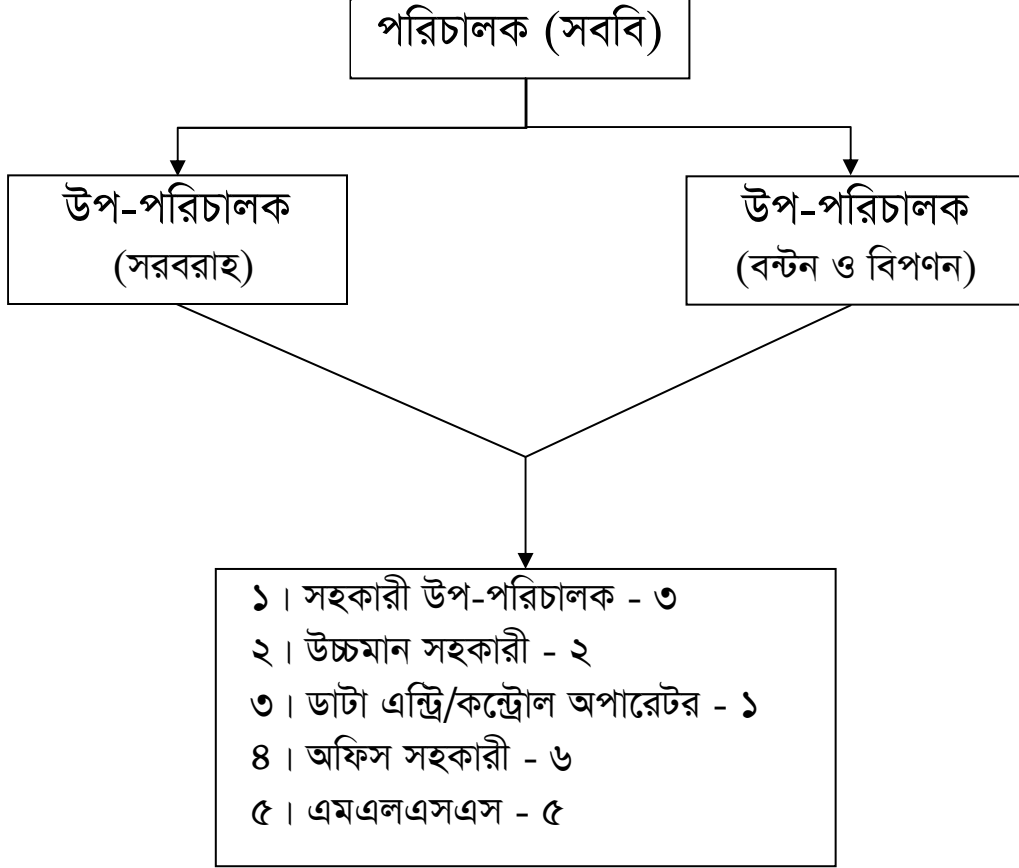 পরিচালক (সববি)
উপ-পরিচালক
(সরবরাহ)
উপ-পরিচালক
(বন্টন ও বিপণন)
১। সহকারী উপ-পরিচালক - ৩
২। উচ্চমান সহকারী - ২
৩। ডাটা এন্ট্রি/কন্ট্রোল অপারেটর - ১
৪। অফিস সহকারী - ৬
৫। এমএলএসএস - ৫